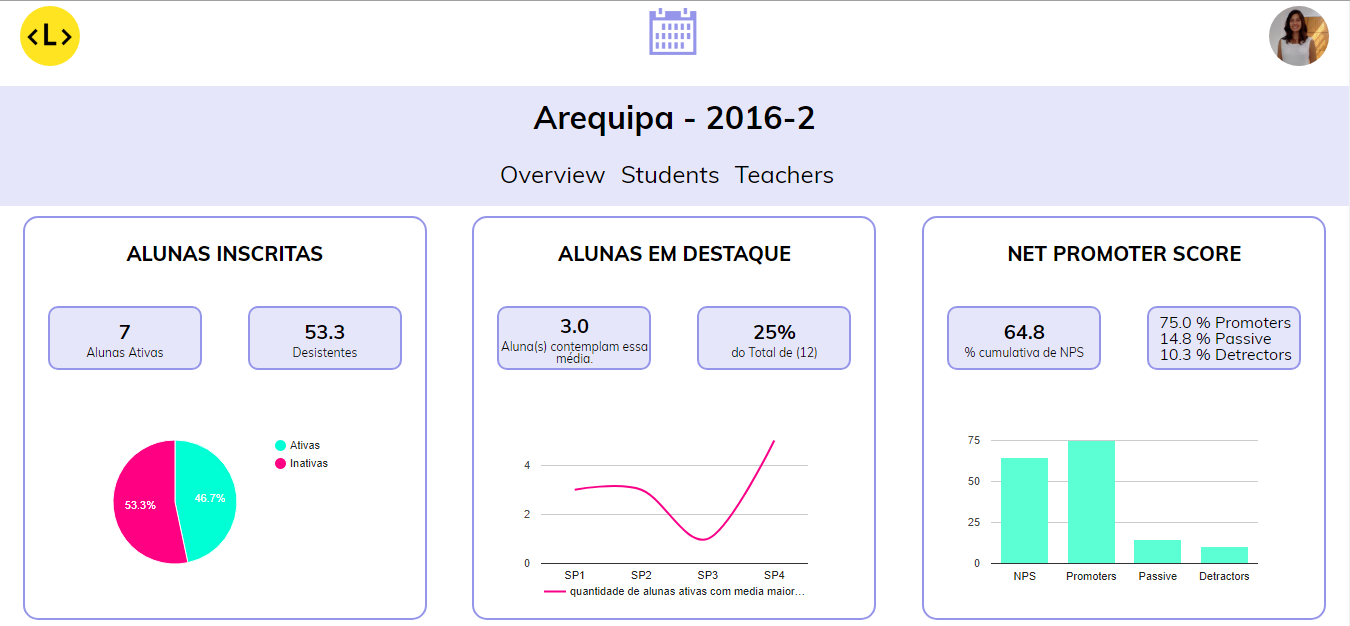 <L>
Arequipa - 2016-2
Overview Students Teachers
ALUNAS INSCRITAS
7
Alunas Ativas
53.3
Desistentes
Ativas
Inativas
53.3%
46.7%
ALUNAS EM DESTAQUE
3.0
Aluna(s) contemplam essa
média.
25%
do Total de (12)
4
2
0
SP1 SP2 SP3 SP4
quantidade de alunas ativas com media maior…
NET PROMOTER SCORE
64.8
% cumulativa de NPS
75.0 % Promoters
14.8 % Passive
10.3 % Detrectors
75
50
25
0
NPS Promoters Passive Detractors